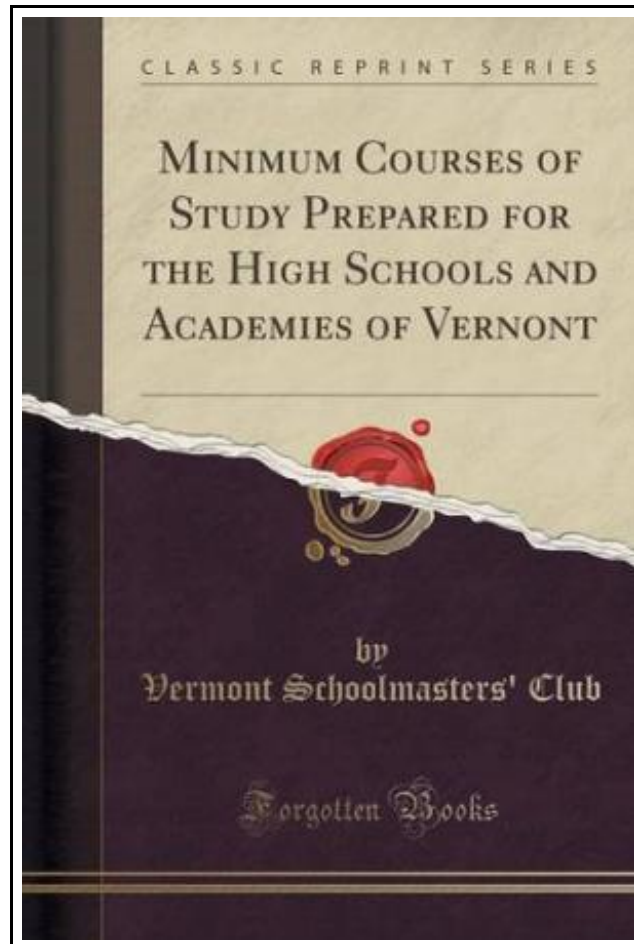 CLASSIC REPRINT SERIES
MINIMUM COURSES OF
STUDY PREPARED FOR
THE HIGH SCHOOLS AND
ACADEMIES OF VERNONT
by
Vermont Schoolmasters' Club
Forgotten Books